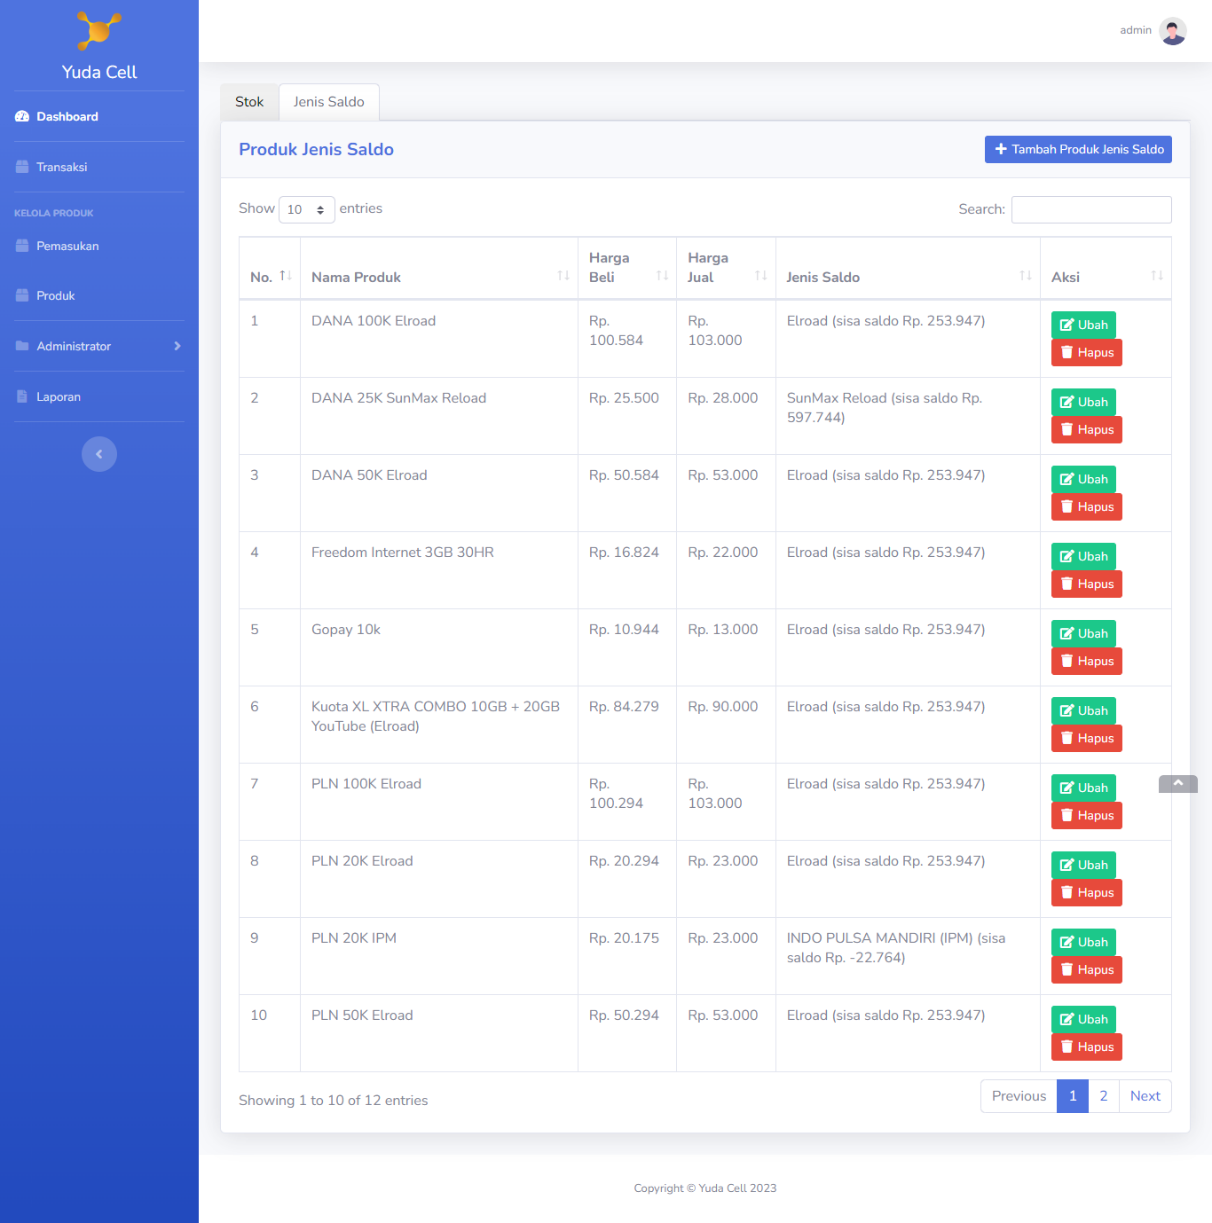 Yuda Cell
admin
Dashboard
Transaksi
KELOLA PRODUK
Pemasukan
Produk
Administrator
Laporan
Stok Jenis Saldo
Produk Jenis Saldo
Tambah Produk Jenis Saldo
Show 10 entries
Search:
No. Nama Produk Harga Beli Harga Jual Jenis Saldo Aksi
1 DANA 100K Elroad Rp. 100.584 Rp. 103.000 Elroad (sisa saldo Rp. 253.947) Ubah
Hapus
2 DANA 25K SunMax Reload Rp. 25.500 Rp. 28.000 SunMax Reload (sisa saldo Rp. 597.744) Ubah
Hapus
3 DANA 50K Elroad Rp. 50.584 Rp. 53.000 Elroad (sisa saldo Rp. 253.947) Ubah
Hapus
4 Freedom Internet 3GB 30HR Rp. 16.824 Rp. 22.000 Elroad (sisa saldo Rp. 253.947) Ubah
Hapus
5 Gopay 10k Rp. 10.944 Rp. 13.000 Elroad (sisa saldo Rp. 253.947) Ubah
Hapus
6 Kuota XL XTRA COMBO 10GB + 20GB YouTube (Elroad) Rp. 84.279 Rp. 90.000 Elroad (sisa saldo Rp. 253.947) Ubah
Hapus
7 PLN 100K Elroad Rp. 100.294 Rp. 103.000 Elroad (sisa saldo Rp. 253.947) Ubah
Hapus
8 PLN 20K Elroad Rp. 20.294 Rp. 23.000 Elroad (sisa saldo Rp. 253.947) Ubah
Hapus
9 PLN 20K IPM Rp. 20.175 Rp. 23.000 INDO PULSA MANDIRI (IPM) (sisa saldo Rp. -22.764) Ubah
Hapus
10 PLN 50K Elroad Rp. 50.294 Rp. 53.000 Elroad (sisa saldo Rp. 253.947) Ubah
Hapus
Showing 1 to 10 of 12 entries
Previous 1 2 Next
Copyright © Yuda Cell 2023